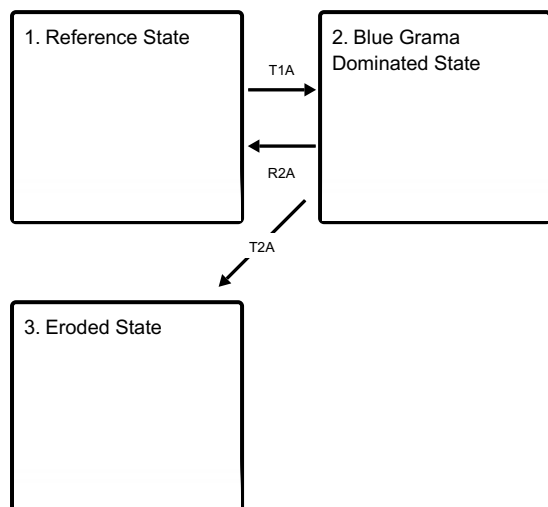 1. Reference State
2. Blue Grama
Dominated State
T1A
R2A
T2A
3. Eroded State